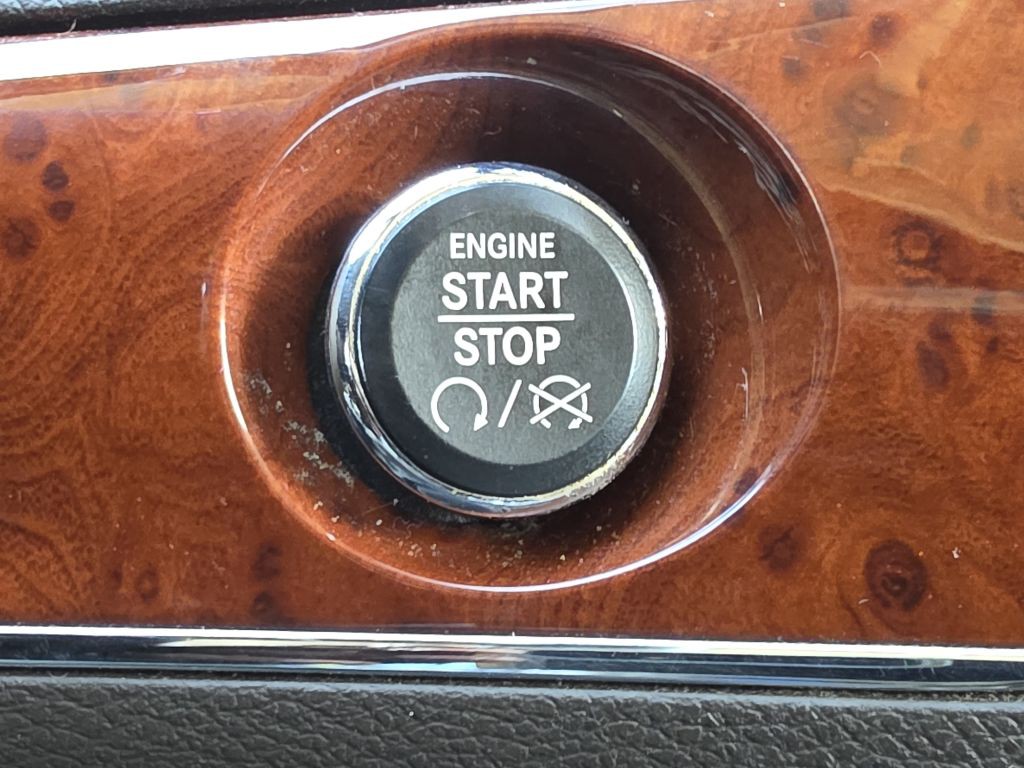 ENGINE
START
STOP
/